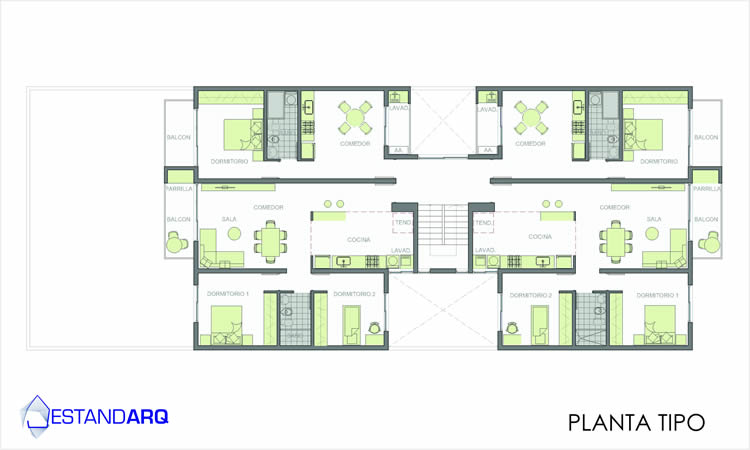 LAVAD.
LAVAD.
BALCON
COMEDOR
COMEDOR
BALCON
AA.
AA.
DORMITORIO
DORMITORIO
PARRILLA
PARRILLA
COMEDOR
COMEDOR
BALCON
SALA
SALA
BALCON
TEND.
TEND.
COCINA
COCINA
LAVAD.
LAVAD.
DORMITORIO 1
DORMITORIO 2
DORMITORIO 2
DORMITORIO 1
ESTANDARQ
PLANTA TIPO